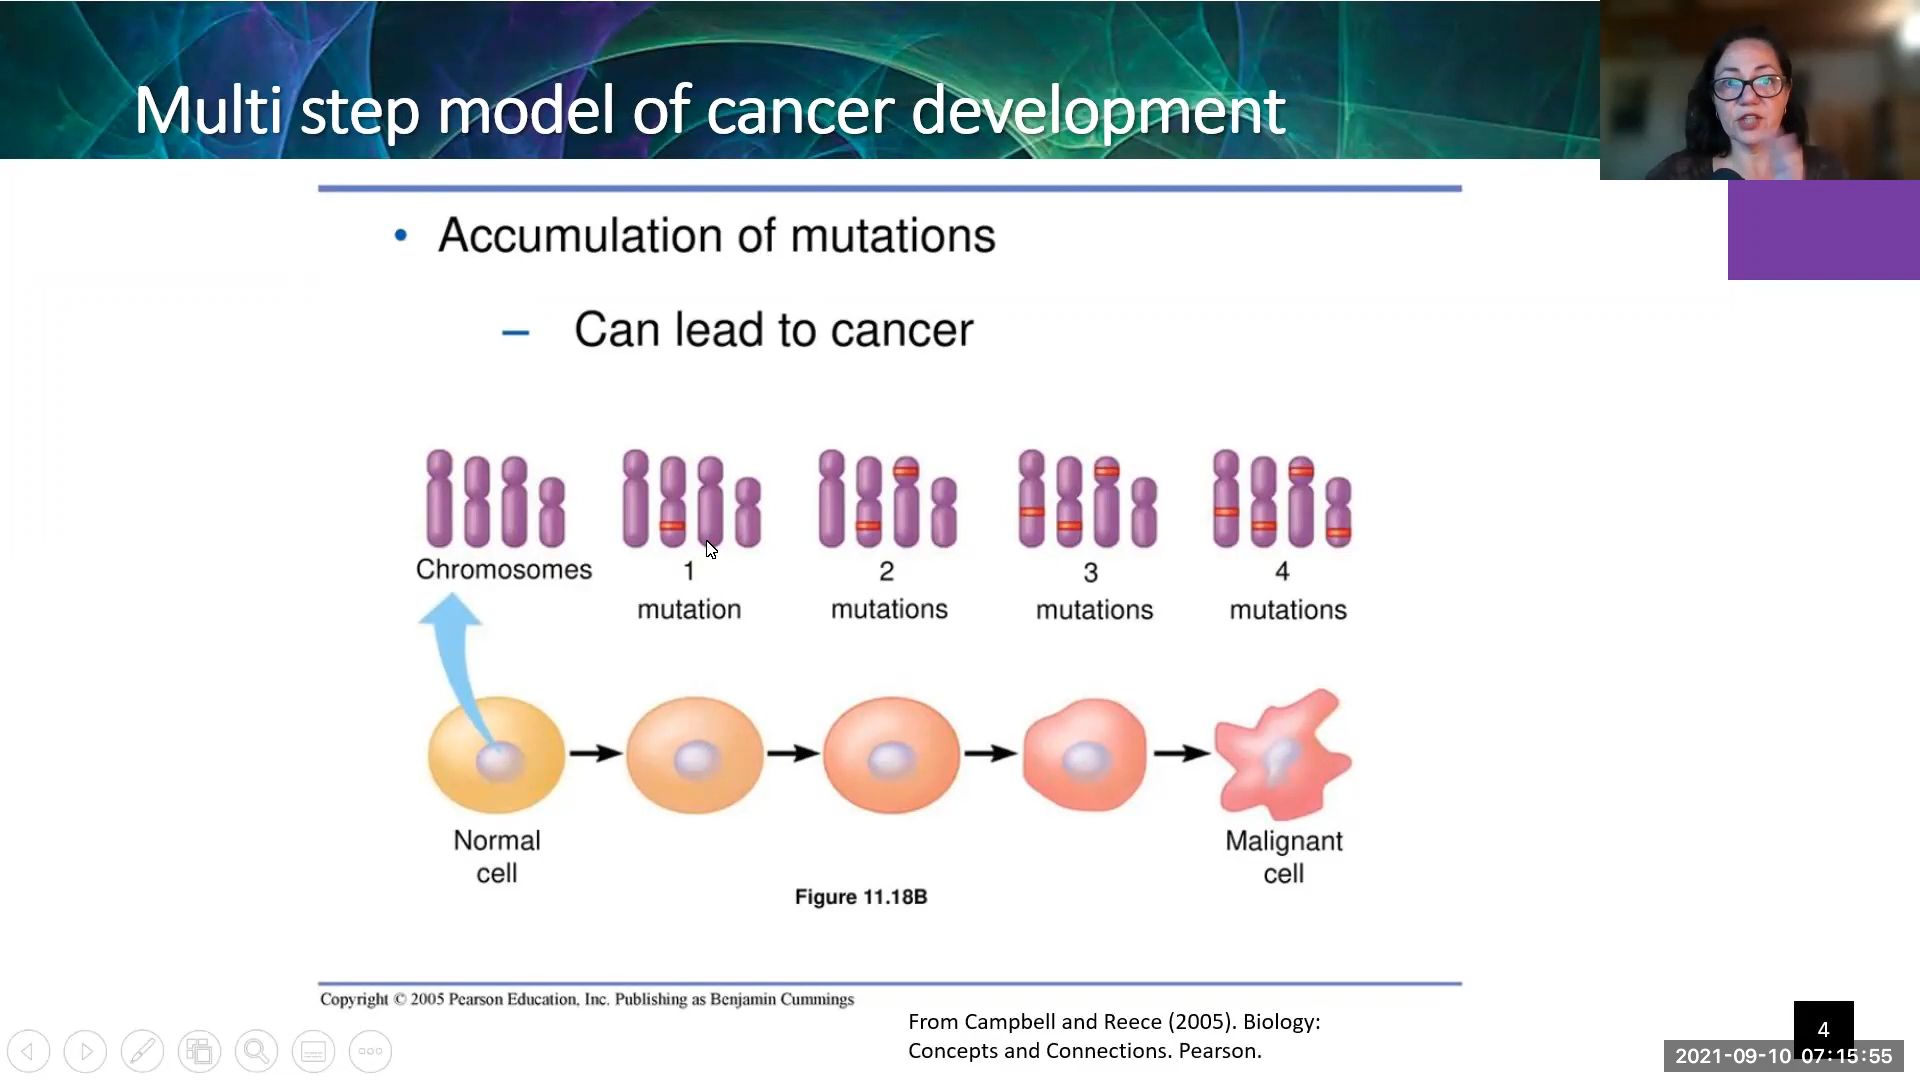 Multi step model of cancer development
• Accumulation of mutations
– Can lead to cancer
Chromosomes
1
mutation
2
mutations
3
mutations
4
mutations
Normal
cell
Malignant
cell
Figure 11.18B
Copyright © 2005 Pearson Education, Inc. Publishing as Benjamin Cummings
From Campbell and Reece (2005). Biology:
Concepts and Connections. Pearson.
4
2021-09-10 07:15:55